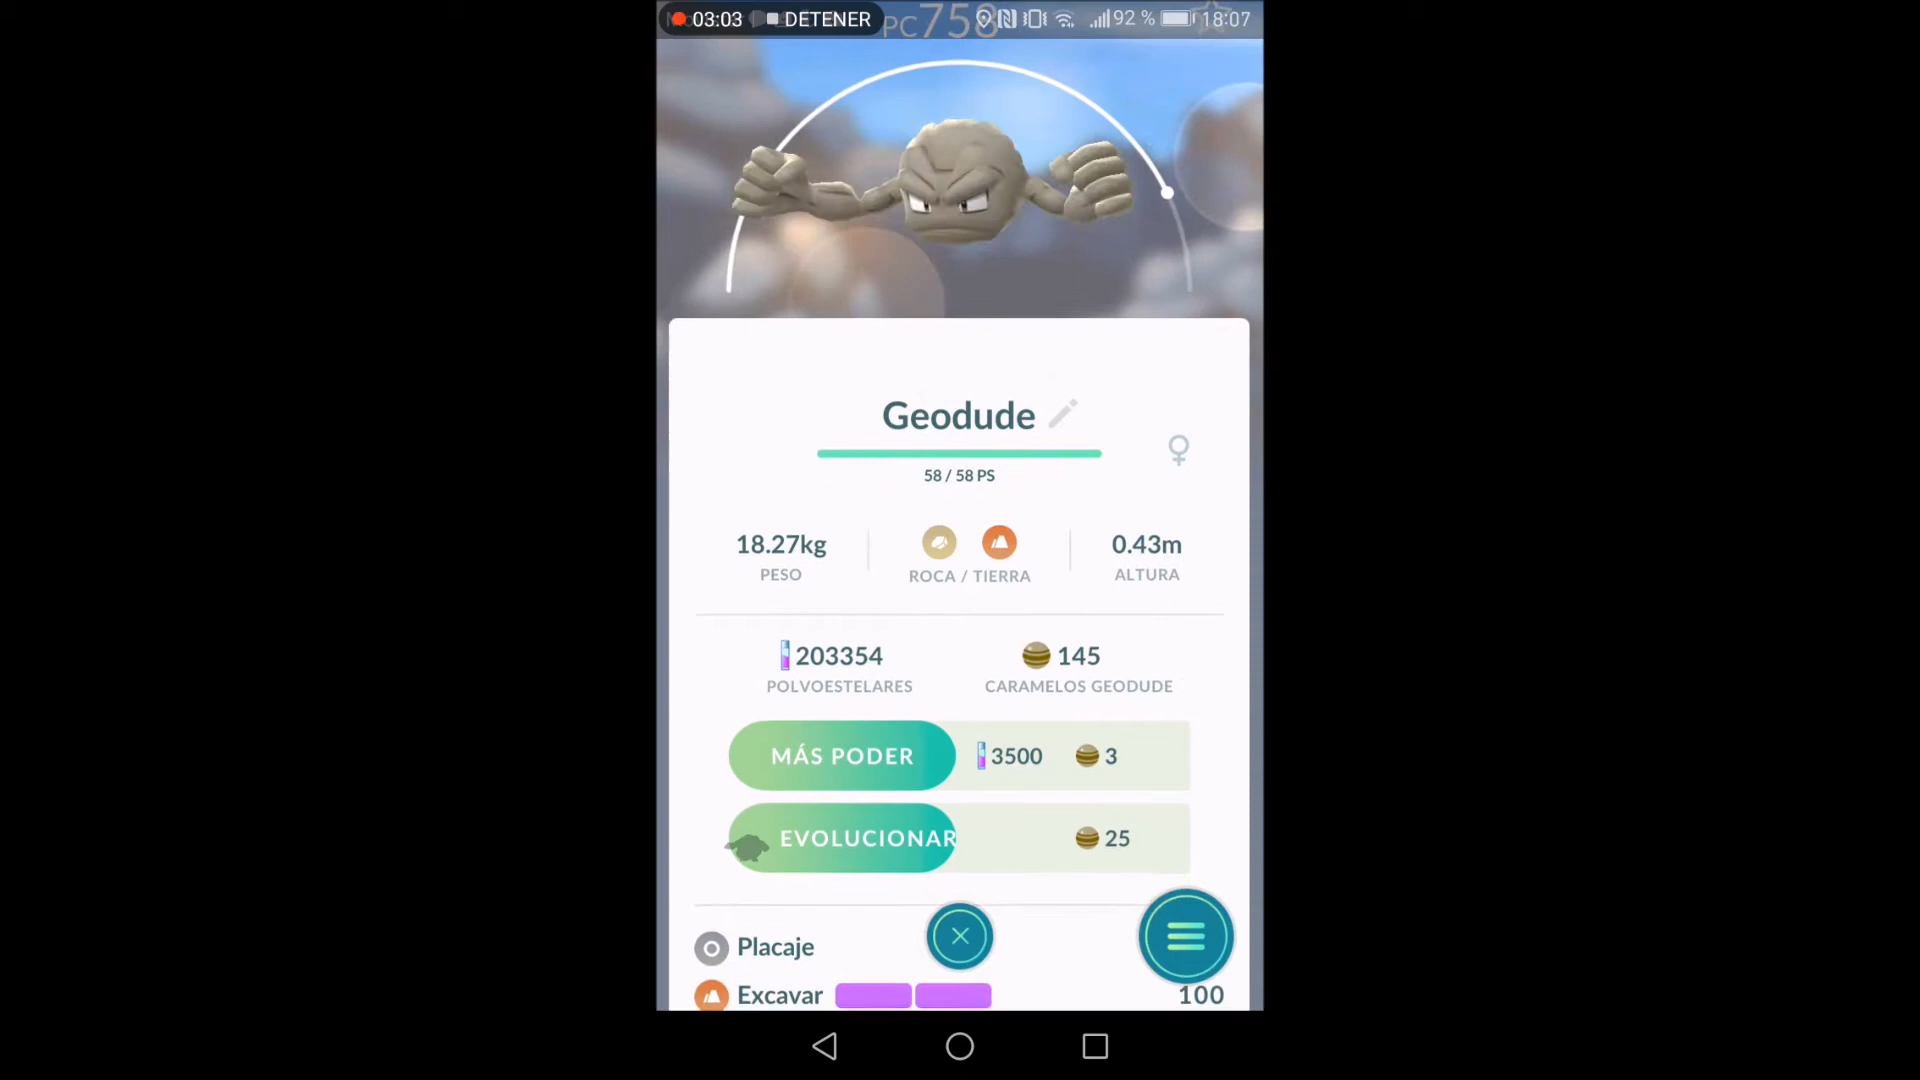 03:03 DETENER PC758 92 % 18:07
Geodude
58 / 58 PS
18.27kg 0.43m
PESO ROCA / TIERRA ALTURA
203354 145
POLVOESTELARES CARAMELOS GEODUDE
MÁS PODER 3500 3
EVOLUCIONAR 25
Placaje
Excavar 100